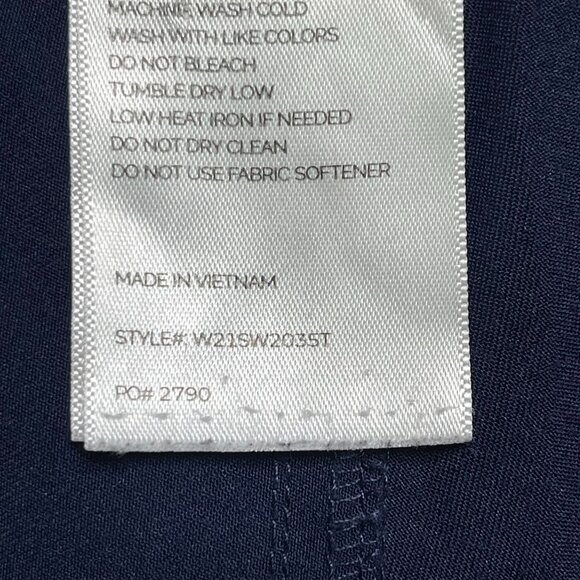 MACHINE WASH COLD
WASH WITH LIKE COLORS
DO NOT BLEACH
TUMBLE DRY LOW
LOW HEAT IRON IF NEEDED
DO NOT DRY CLEAN
DO NOT USE FABRIC SOFTENER
MADE IN VIETNAM
STYLE#: W21SW2035T
PO# 2790